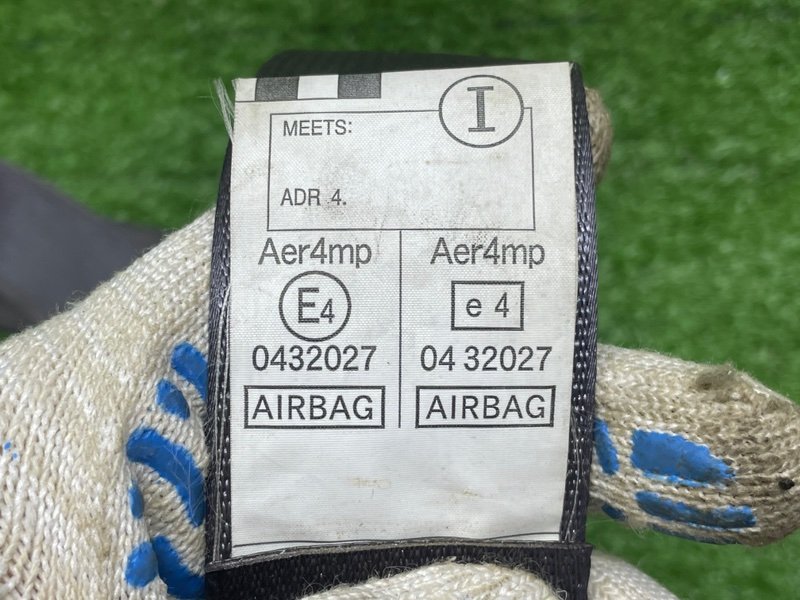 I
MEETS:
ADR 4.
Aer4mp Aer4mp
E4 e 4
0432027 04 32027
AIRBAG AIRBAG